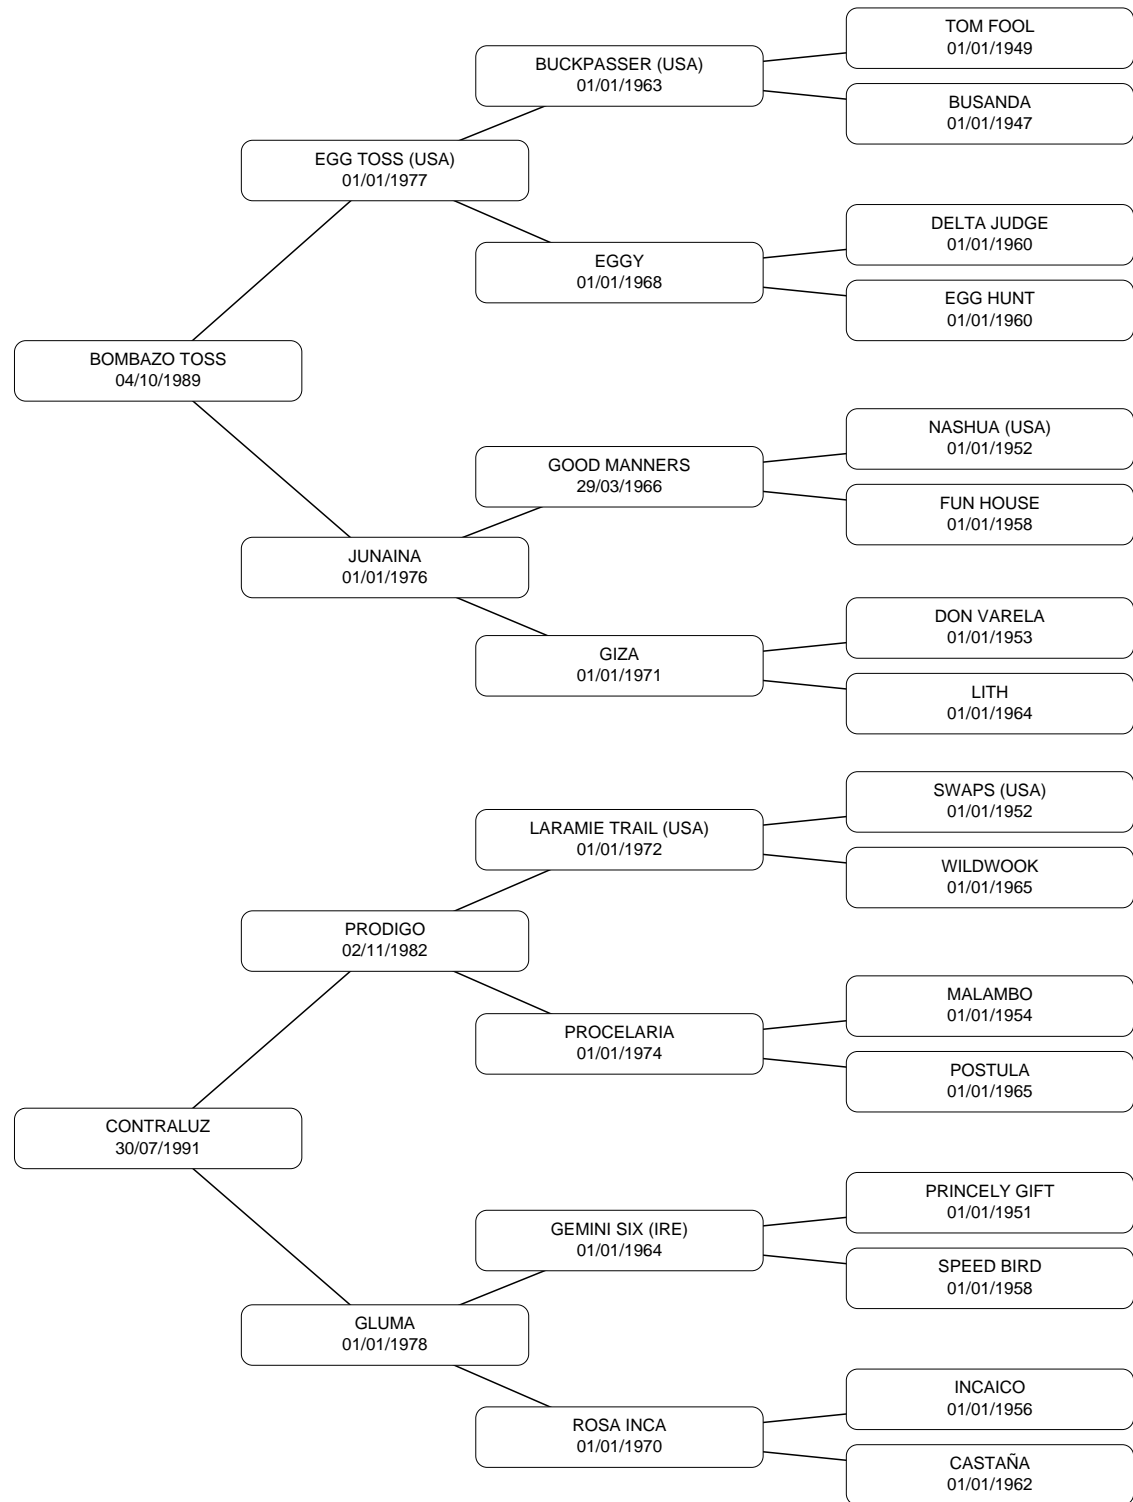 TOM FOOL
01/01/1949
BUCKPASSER (USA)
01/01/1963
BUSANDA
01/01/1947
EGG TOSS (USA)
01/01/1977
DELTA JUDGE
01/01/1960
EGGY
01/01/1968
EGG HUNT
01/01/1960
BOMBAZO TOSS
04/10/1989
NASHUA (USA)
01/01/1952
GOOD MANNERS
29/03/1966
FUN HOUSE
01/01/1958
JUNAINA
01/01/1976
DON VARELA
01/01/1953
GIZA
01/01/1971
LITH
01/01/1964
SWAPS (USA)
01/01/1952
LARAMIE TRAIL (USA)
01/01/1972
WILDWOOK
01/01/1965
PRODIGO
02/11/1982
MALAMBO
01/01/1954
PROCELARIA
01/01/1974
POSTULA
01/01/1965
CONTRALUZ
30/07/1991
PRINCELY GIFT
01/01/1951
GEMINI SIX (IRE)
01/01/1964
SPEED BIRD
01/01/1958
GLUMA
01/01/1978
INCAICO
01/01/1956
ROSA INCA
01/01/1970
CASTAÑA
01/01/1962